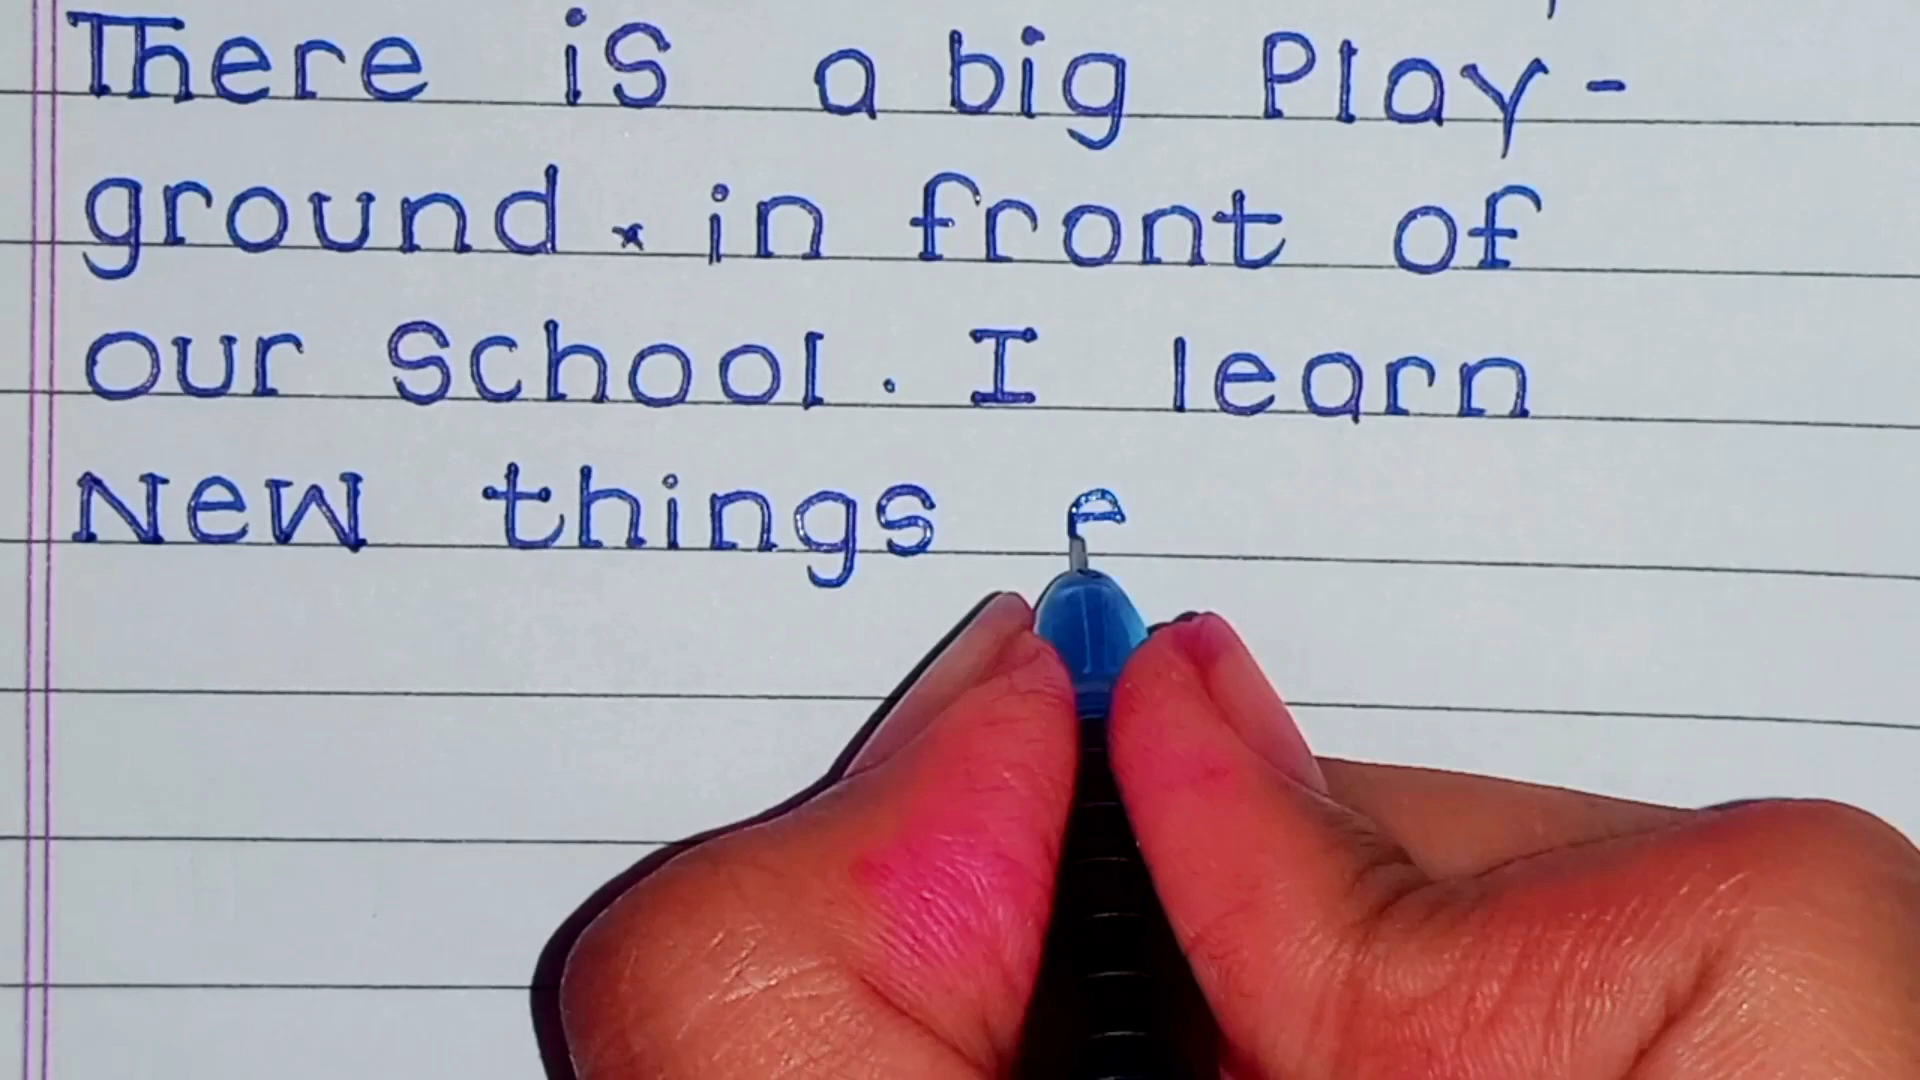 There is a big Play-
ground . in front of
our School. I learn
New things e